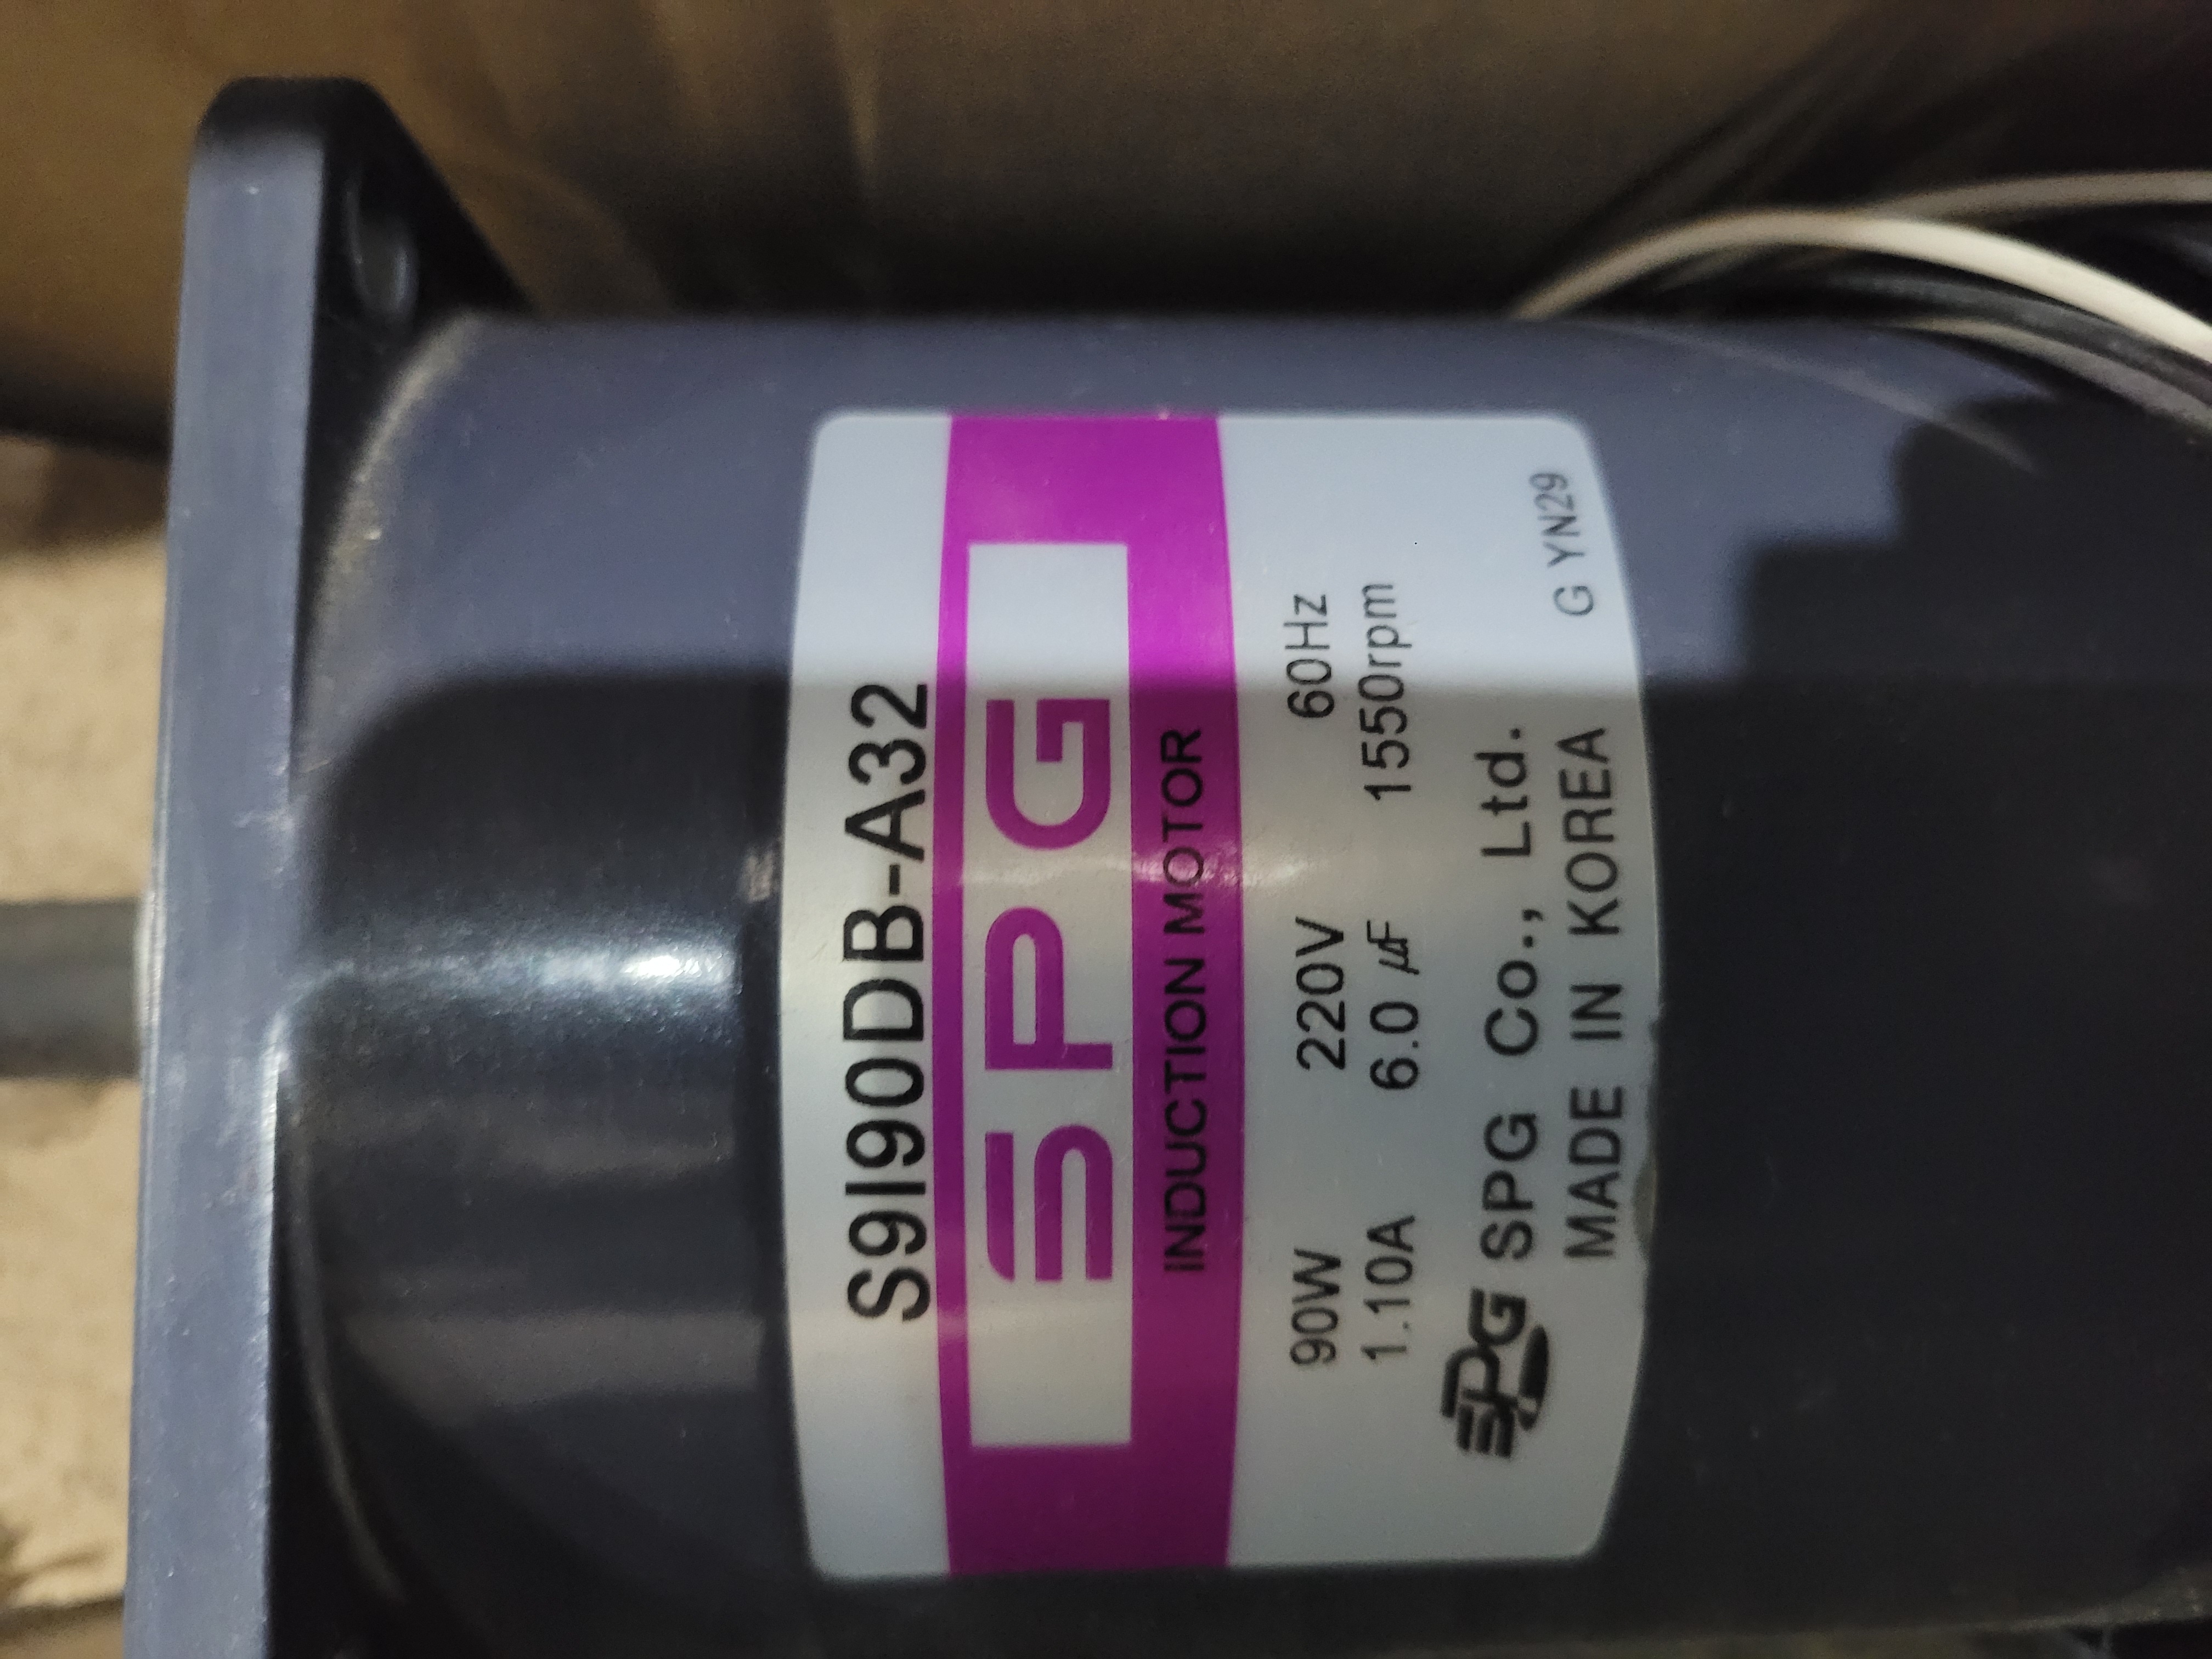 S9I90DB-A32
SPG
INDUCTION MOTOR
90W 220V 60Hz
1.10A 6.0 µF 1550rpm
SPG SPG Co., Ltd.
MADE IN KOREA G YN29